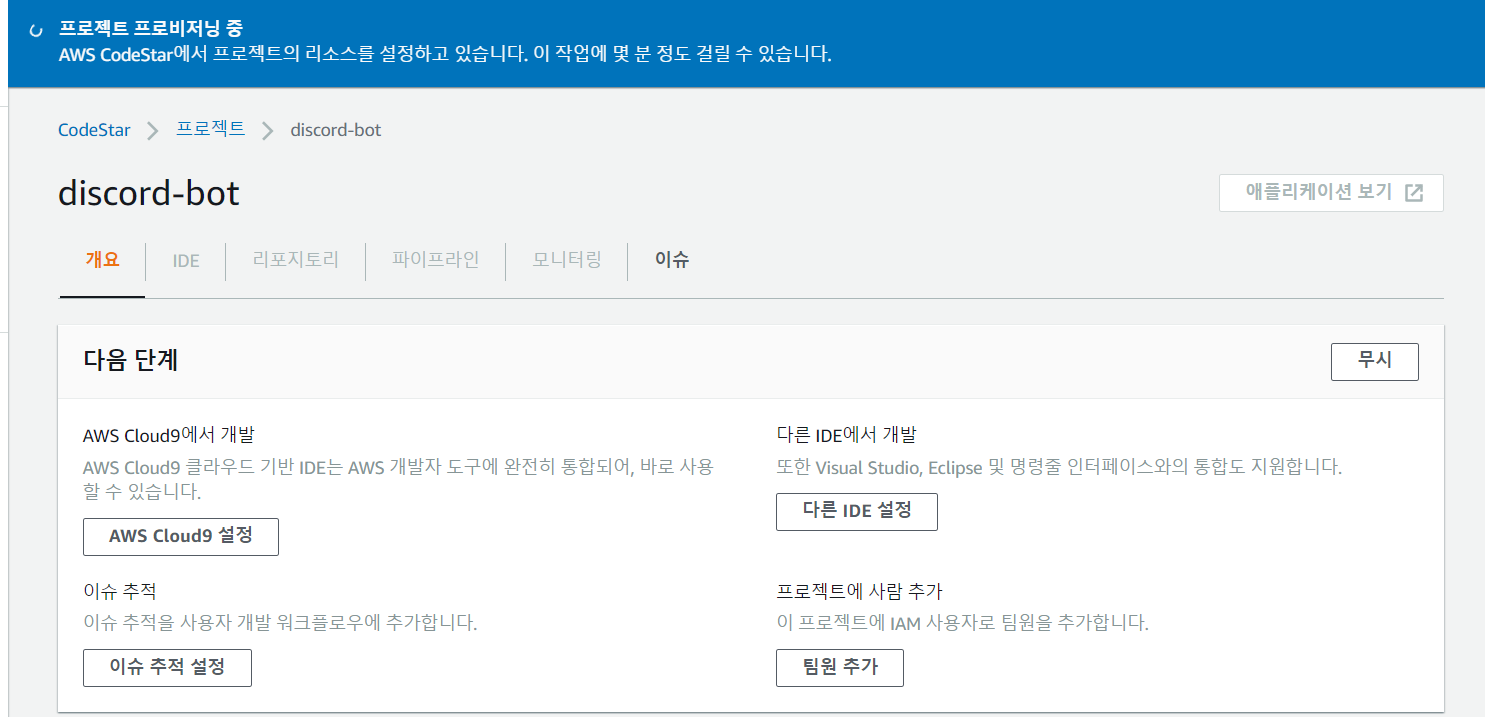 프로젝트 프로비저닝 중
AWS CodeStar에서 프로젝트의 리소스를 설정하고 있습니다. 이 작업에 몇 분 정도 걸릴 수 있습니다.
CodeStar > 프로젝트 > discord-bot
discord-bot
애플리케이션 보기
개요 IDE 리포지토리 파이프라인 모니터링 이슈
다음 단계
무시
AWS Cloud9에서 개발
AWS Cloud9 클라우드 기반 IDE는 AWS 개발자 도구에 완전히 통합되어, 바로 사용
할 수 있습니다.
AWS Cloud9 설정
다른 IDE에서 개발
또한 Visual Studio, Eclipse 및 명령줄 인터페이스와의 통합도 지원합니다.
다른 IDE 설정
이슈 추적
이슈 추적을 사용자 개발 워크플로우에 추가합니다.
이슈 추적 설정
프로젝트에 사람 추가
이 프로젝트에 IAM 사용자로 팀원을 추가합니다.
팀원 추가